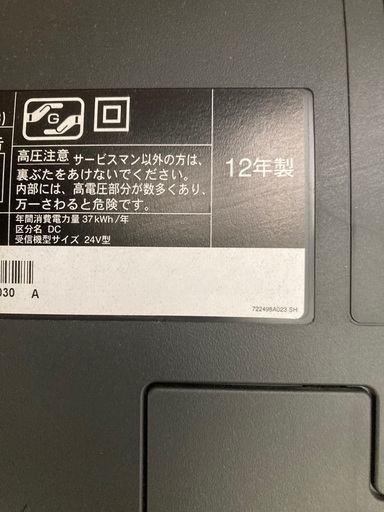 G
高圧注意 サービスマン以外の方は、
裏ぶたをあけないでください。
内部には、高電圧部分が数多くあり、
万一さわると危険です。
12年製
年間消費電力量 37kWh/年
区分名 DC
受信機型サイズ 24V型
030 A
722498A023 SH